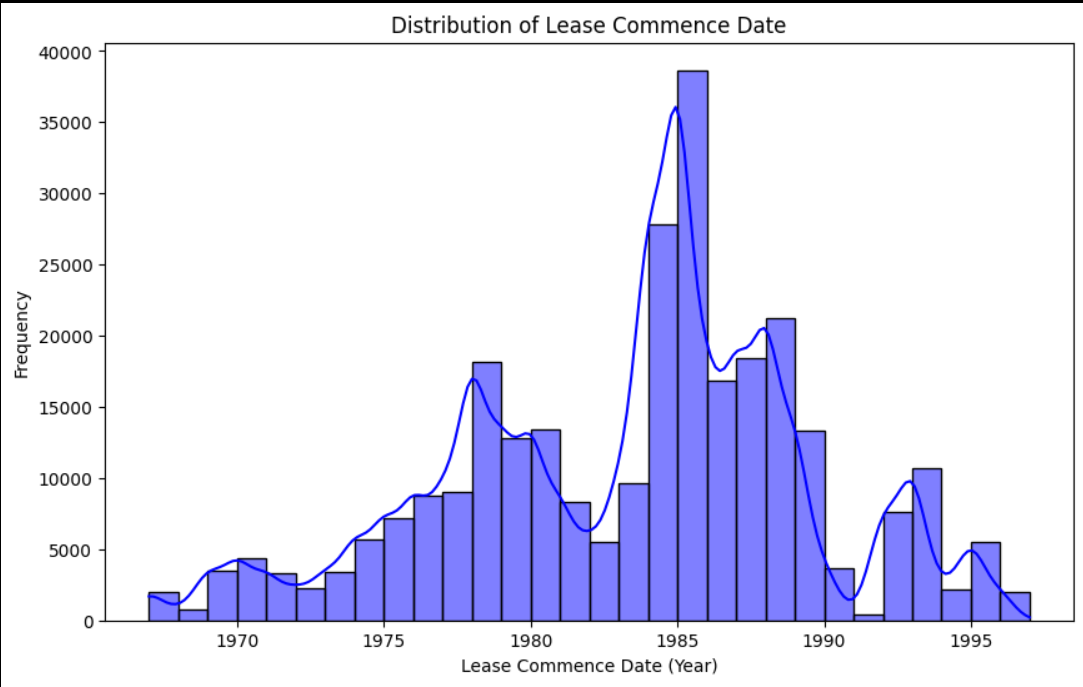 Distribution of Lease Commence Date
40000
35000
30000
25000
20000
15000
10000
5000
0
Frequency
1970 1975 1980 1985 1990 1995
Lease Commence Date (Year)